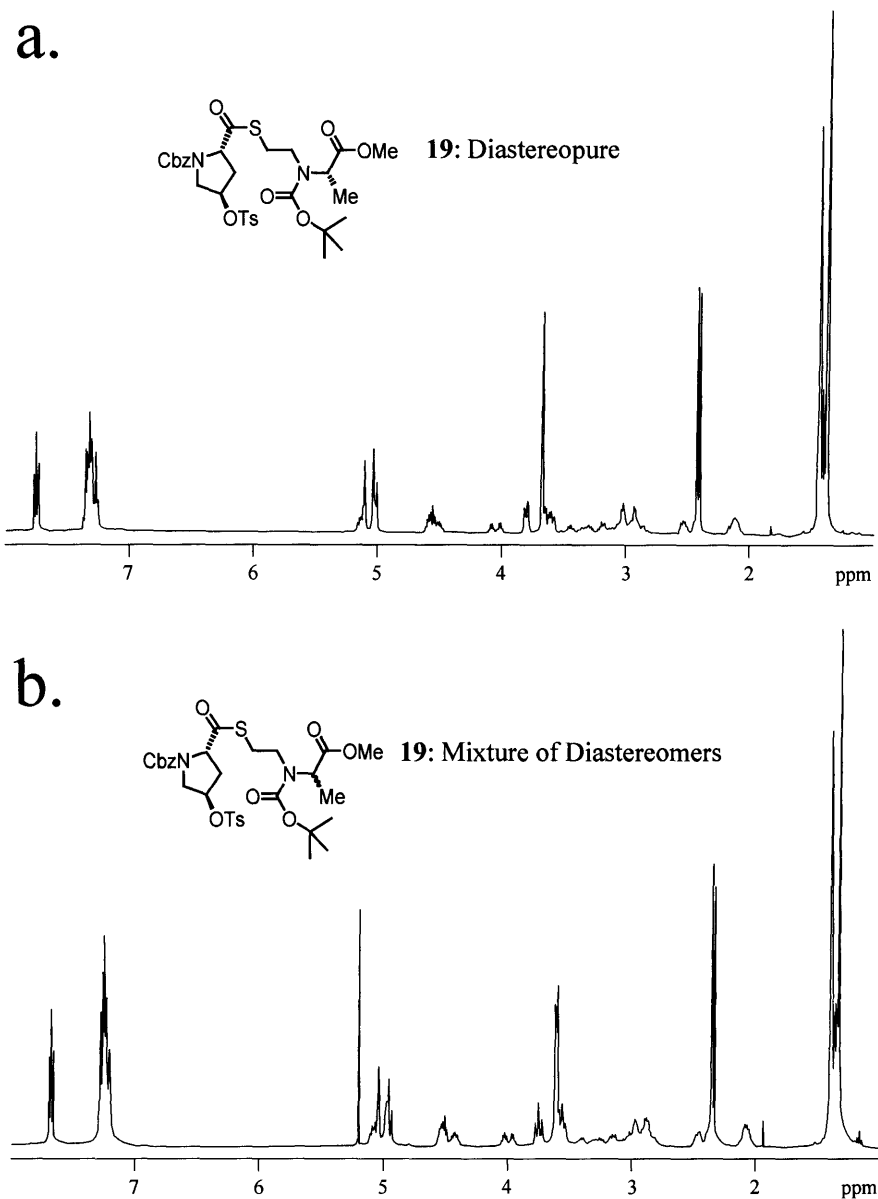 a.
O
S
O
CbzN
OMe
19: Diastereopure
N
O
Me
OTs
O
7 6 5 4 3 2 ppm
b.
O
S
O
CbzN
OMe
19: Mixture of Diastereomers
N
O
Me
OTs
O
7 6 5 4 3 2 ppm